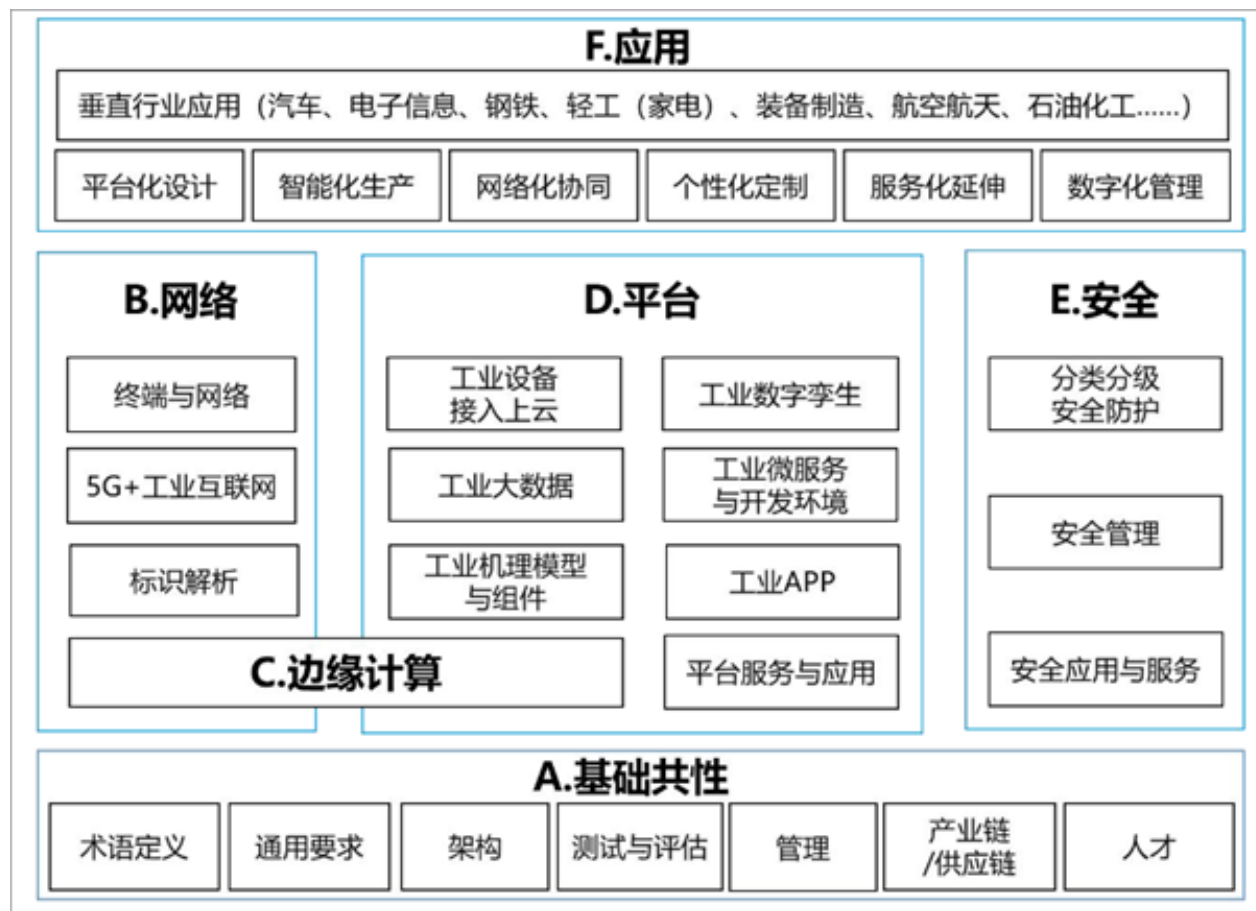 F.应用
垂直行业应用（汽车、电子信息、钢铁、轻工（家电）、装备制造、航空航天、石油化工......）
平台化设计
智能化生产
网络化协同
个性化定制
服务化延伸
数字化管理
B.网络
终端与网络
5G+工业互联网
标识解析
D.平台
工业设备
接入上云
工业数字孪生
工业大数据
工业微服务
与开发环境
工业机理模型
与组件
工业APP
C.边缘计算
平台服务与应用
E.安全
分类分级
安全防护
安全管理
安全应用与服务
A.基础共性
术语定义
通用要求
架构
测试与评估
管理
产业链
/供应链
人才